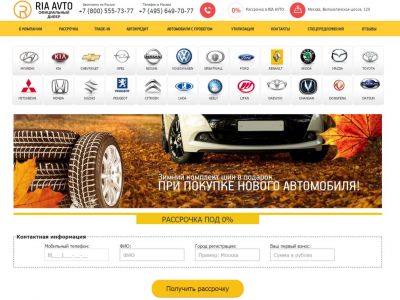 RIA AVTO
ОФИЦИАЛЬНЫЙ
ДИЛЕР
Звонок по России
+7 (800) 555-73-77
Телефон в Москве
+7 (495) 649-70-77
0%
Рассрочка в RIA AVTO
Москва, Волоколамское шоссе, 120
О КОМПАНИИ
РАССРОЧКА
TRADE-IN
АВТОКРЕДИТ
АВТОМОБИЛИ С ПРОБЕГОМ
УТИЛИЗАЦИЯ
КОНТАКТЫ
СПЕЦПРЕДЛОЖЕНИЯ
ОТЗЫВЫ
HYUNDAI
KIA
CHEVROLET
OPEL
NISSAN
VOLKSWAGEN
GREATWALL
FORD
RENAULT
SKODA
MAZDA
TOYOTA
MITSUBISHI
HONDA
SUZUKI
PEUGEOT
CITROEN
LADA
GEELY
LIFAN
DAEWOO
CHANGAN
DONGFENG
DATSUN
Зимний комплект шин в подарок
ПРИ ПОКУПКЕ НОВОГО АВТОМОБИЛЯ!
РАССРОЧКА ПОД 0%
Контактная информация
Мобильный телефон:
ФИО:
Город регистрации:
Ваш первый взнос:
8(___)___-__-__
ФИО
Пример: Москва
Сумма в рублях
Получить рассрочку